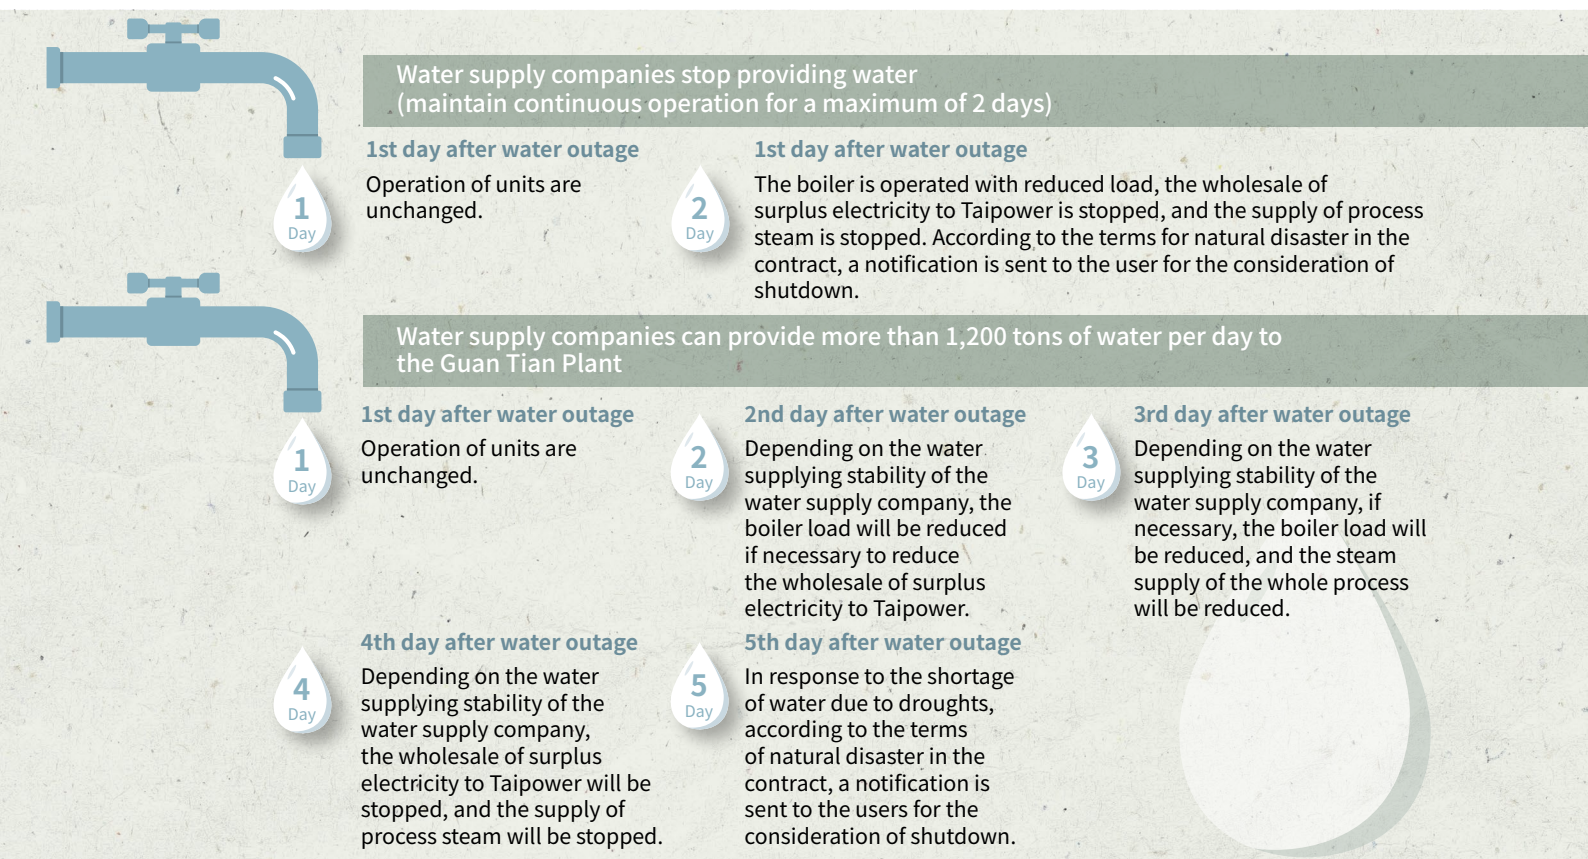 Water supply companies stop providing water
(maintain continuous operation for a maximum of 2 days)
1
Day
1st day after water outage
Operation of units are
unchanged.
2
Day
1st day after water outage
The boiler is operated with reduced load, the wholesale of
surplus electricity to Taipower is stopped, and the supply of process
steam is stopped. According to the terms for natural disaster in the
contract, a notification is sent to the user for the consideration of
shutdown.
Water supply companies can provide more than 1,200 tons of water per day to
the Guan Tian Plant
1
Day
1st day after water outage
Operation of units are
unchanged.
2
Day
2nd day after water outage
Depending on the water
supplying stability of the
water supply company, the
boiler load will be reduced
if necessary to reduce
the wholesale of surplus
electricity to Taipower.
3
Day
3rd day after water outage
Depending on the water
supplying stability of the
water supply company, if
necessary, the boiler load will
be reduced, and the steam
supply of the whole process
will be reduced.
4
Day
4th day after water outage
Depending on the water
supplying stability of the
water supply company,
the wholesale of surplus
electricity to Taipower will be
stopped, and the supply of
process steam will be stopped.
5
Day
5th day after water outage
In response to the shortage
of water due to droughts,
according to the terms
of natural disaster in the
contract, a notification is
sent to the users for the
consideration of shutdown.